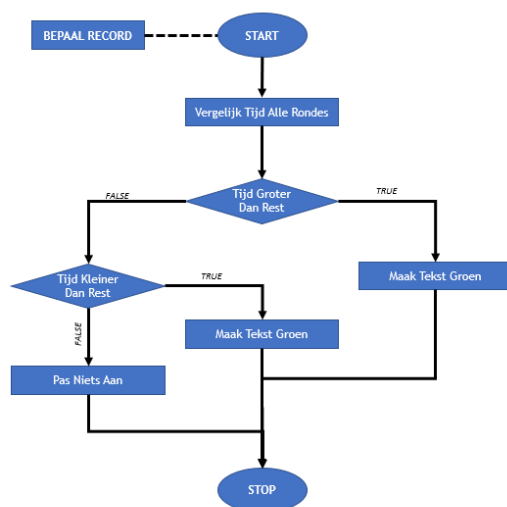 BEPAAL RECORD
START
Vergelijk Tijd Alle Rondes
Tijd Groter
Dan Rest
FALSE
TRUE
Tijd Kleiner
Dan Rest
TRUE
Maak Tekst Groen
FALSE
Maak Tekst Groen
Pas Niets Aan
STOP